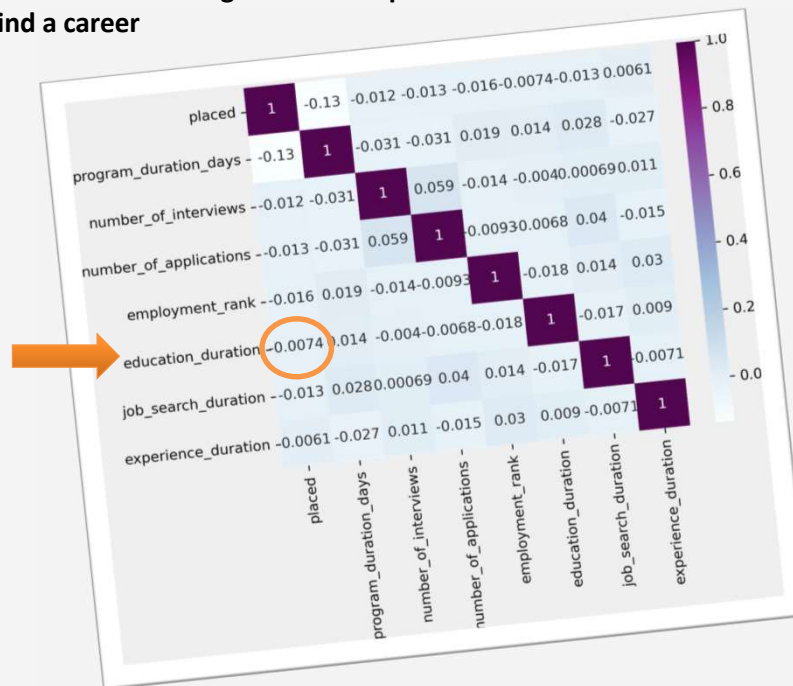 find a career
placed - 1 -0.13 -0.012 -0.013 -0.016 -0.0074 -0.013 0.0061 - 1.0
program_duration_days - -0.13 1 -0.031 -0.031 0.019 0.014 0.028 -0.027 - 0.8
number_of_interviews - -0.012 -0.031 1 0.059 -0.014 -0.004 0.00069 0.011 - 0.6
number_of_applications - -0.013 -0.031 0.059 1 -0.0093 0.0068 0.04 -0.015 - 0.4
employment_rank - -0.016 0.019 -0.014 -0.0093 1 -0.018 0.014 0.03 - 0.2
education_duration - -0.0074 0.014 -0.004 -0.0068 -0.018 1 -0.017 0.009 - 0.0
job_search_duration - -0.013 0.028 0.00069 0.04 0.014 -0.017 1 -0.0071
experience_duration - -0.0061 -0.027 0.011 -0.015 0.03 0.009 -0.0071 1
placed -
program_duration_days -
number_of_interviews -
number_of_applications -
employment_rank -
education_duration -
job_search_duration -
experience_duration -